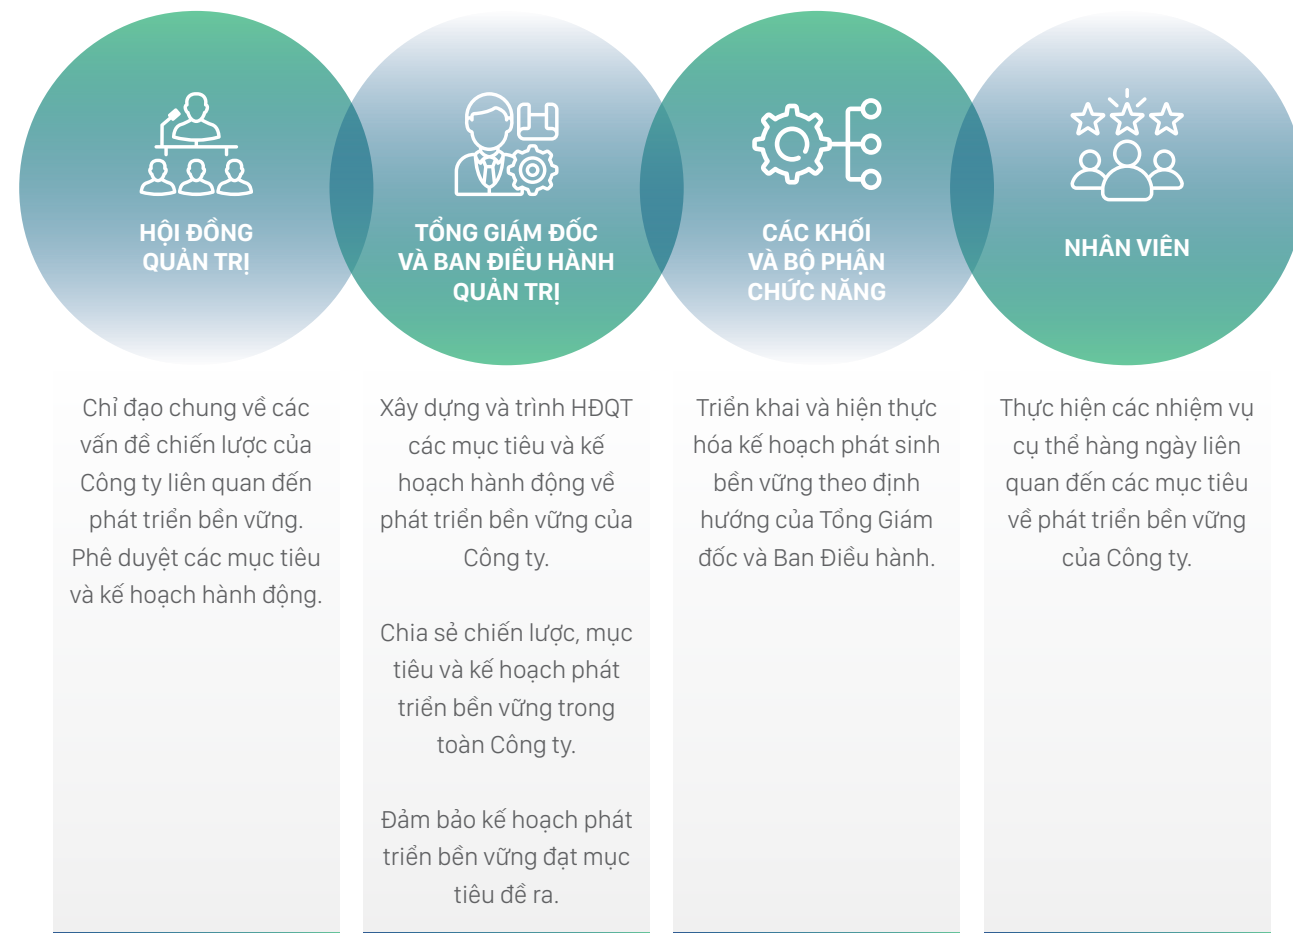 HỘI ĐỒNG
QUẢN TRỊ
TỔNG GIÁM ĐỐC
VÀ BAN ĐIỀU HÀNH
QUẢN TRỊ
CÁC KHỐI
VÀ BỘ PHẬN
CHỨC NĂNG
NHÂN VIÊN
Chỉ đạo chung về các
vấn đề chiến lược của
Công ty liên quan đến
phát triển bền vững.
Phê duyệt các mục tiêu
và kế hoạch hành động.
Xây dựng và trình HĐQT
các mục tiêu và kế
hoạch hành động về
phát triển bền vững của
Công ty.
Chia sẻ chiến lược, mục
tiêu và kế hoạch phát
triển bền vững trong
toàn Công ty.
Đảm bảo kế hoạch phát
triển bền vững đạt mục
tiêu đề ra.
Triển khai và hiện thực
hóa kế hoạch phát sinh
bền vững theo định
hướng của Tổng Giám
đốc và Ban Điều hành.
Thực hiện các nhiệm vụ
cụ thể hàng ngày liên
quan đến các mục tiêu
về phát triển bền vững
của Công ty.